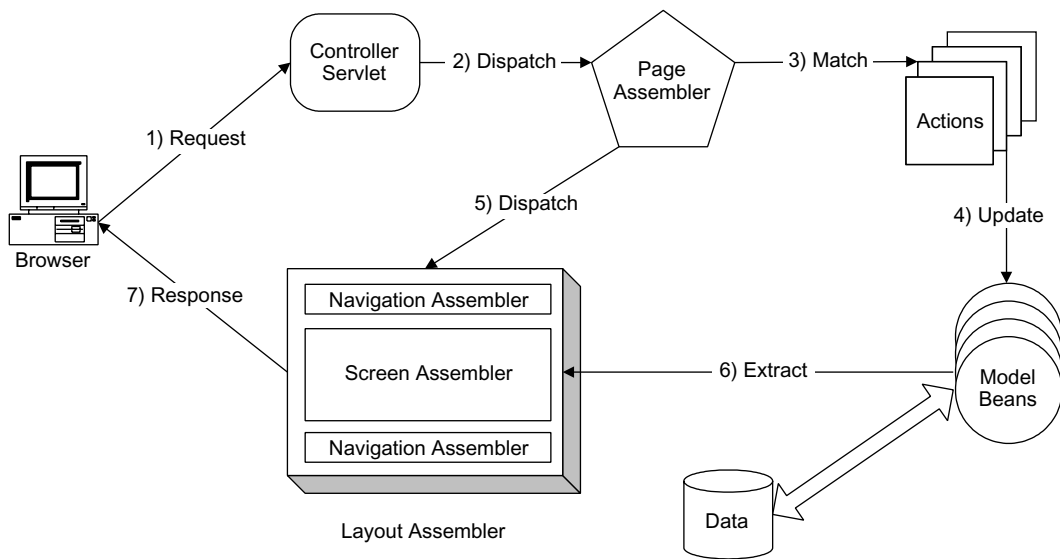 Controller
Servlet
2) Dispatch
Page
Assembler
3) Match
Actions
1) Request
Browser
5) Dispatch
4) Update
7) Response
Navigation Assembler
Screen Assembler
Navigation Assembler
6) Extract
Model
Beans
Data
Layout Assembler